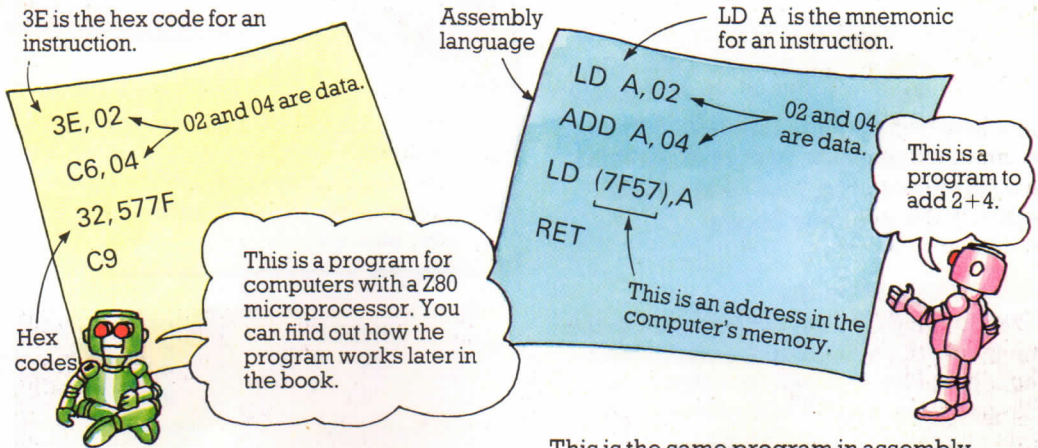 3E is the hex code for an
instruction.
3E, 02
02 and 04 are data.
C6, 04
32, 577F
C9
Hex
codes
This is a program for
computers with a Z80
microprocessor. You
can find out how the
program works later in
the book.
Assembly
language
LD A is the mnemonic
for an instruction.
LD A, 02
ADD A, 04
02 and 04
are data.
LD (7F57),A
RET
This is an address in the
computer's memory.
This is a
program to
add 2+4.
This is the same program in assembly